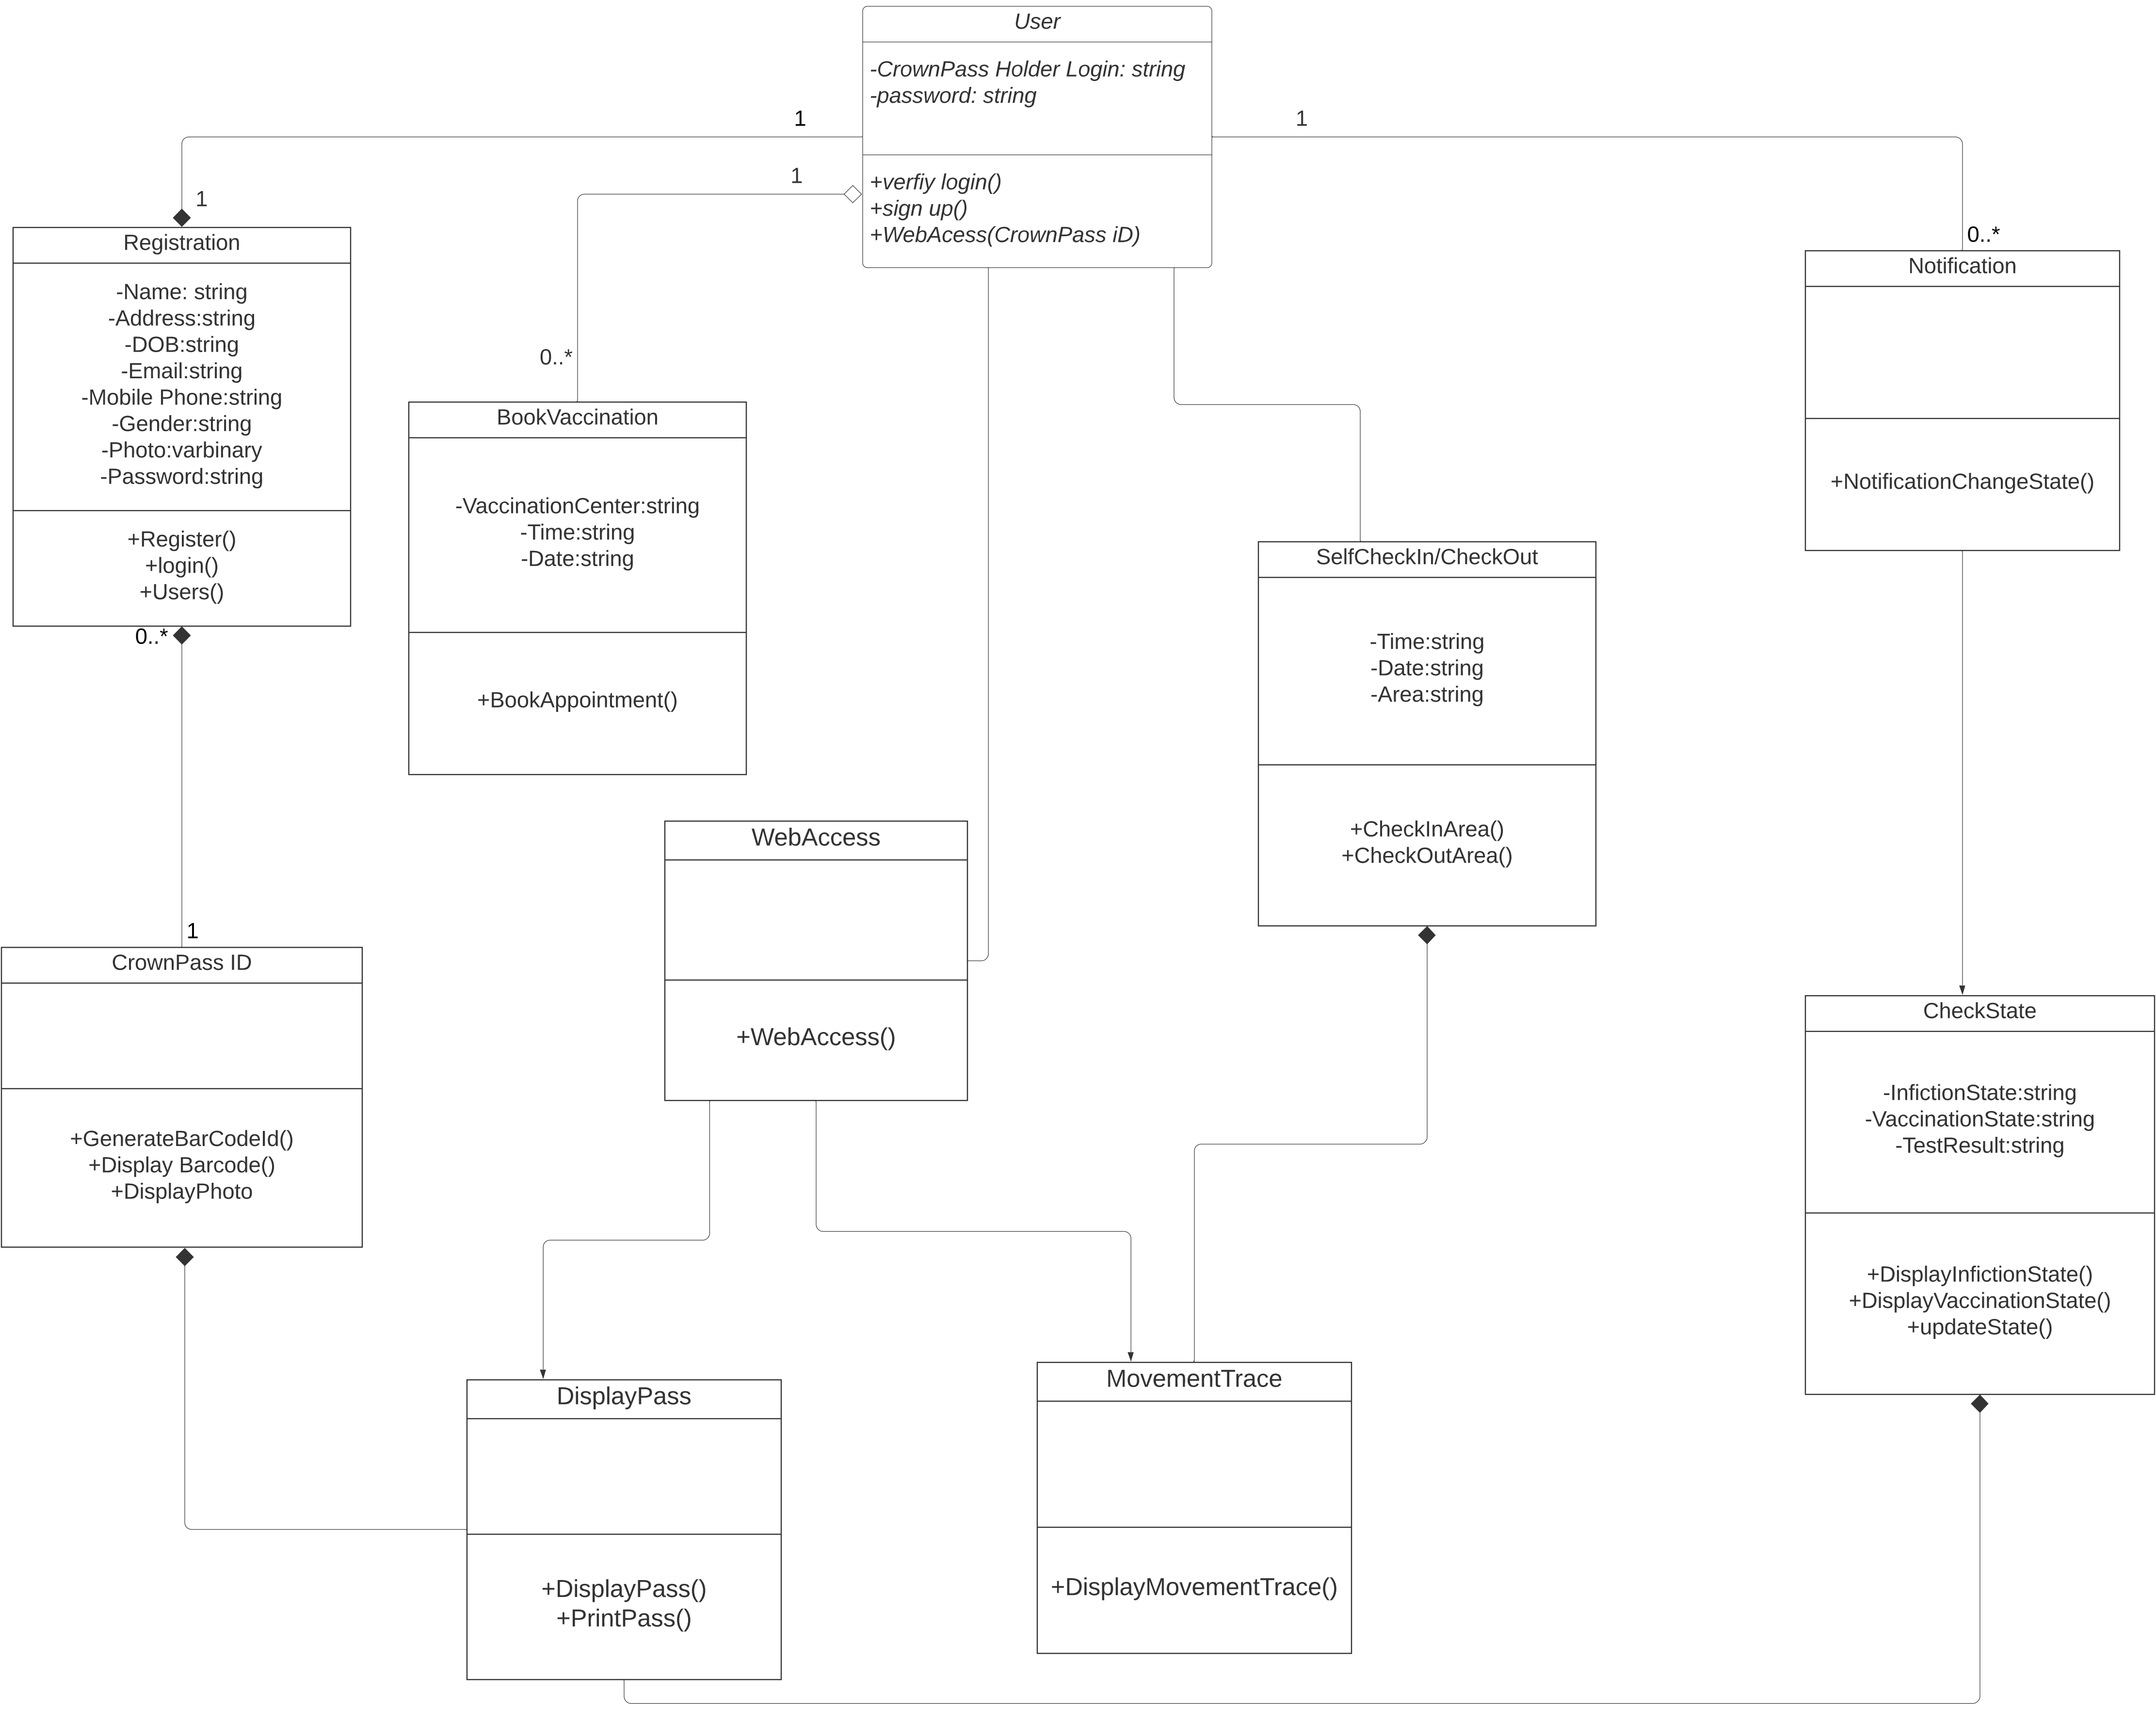 User
-CrownPass Holder Login: string
-password: string
+verfiy login()
+sign up()
+WebAcess(CrownPass iD)
1
1
1
1
0..*
0..*
Registration
-Name: string
-Address:string
-DOB:string
-Email:string
-Mobile Phone:string
-Gender:string
-Photo:varbinary
-Password:string
+Register()
+login()
+Users()
0..*
1
BookVaccination
-VaccinationCenter:string
-Time:string
-Date:string
+BookAppointment()
Notification
+NotificationChangeState()
SelfCheckIn/CheckOut
-Time:string
-Date:string
-Area:string
+CheckInArea()
+CheckOutArea()
WebAccess
+WebAccess()
CrownPass ID
+GenerateBarCodeId()
+Display Barcode()
+DisplayPhoto
CheckState
-InfictionState:string
-VaccinationState:string
-TestResult:string
+DisplayInfictionState()
+DisplayVaccinationState()
+updateState()
DisplayPass
+DisplayPass()
+PrintPass()
MovementTrace
+DisplayMovementTrace()